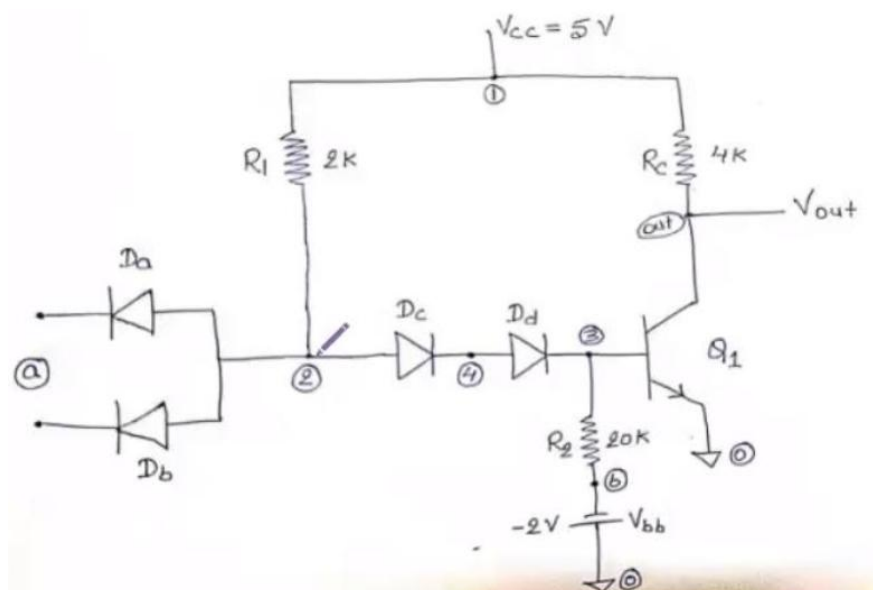 Vcc = 5V
①
R1 2K
Rc 4K
out
Vout
Da
Dc
Dd
③
Q1
ⓐ
②
④
Db
R2 20K
⓪
ⓑ
-2V
Vbb
⓪